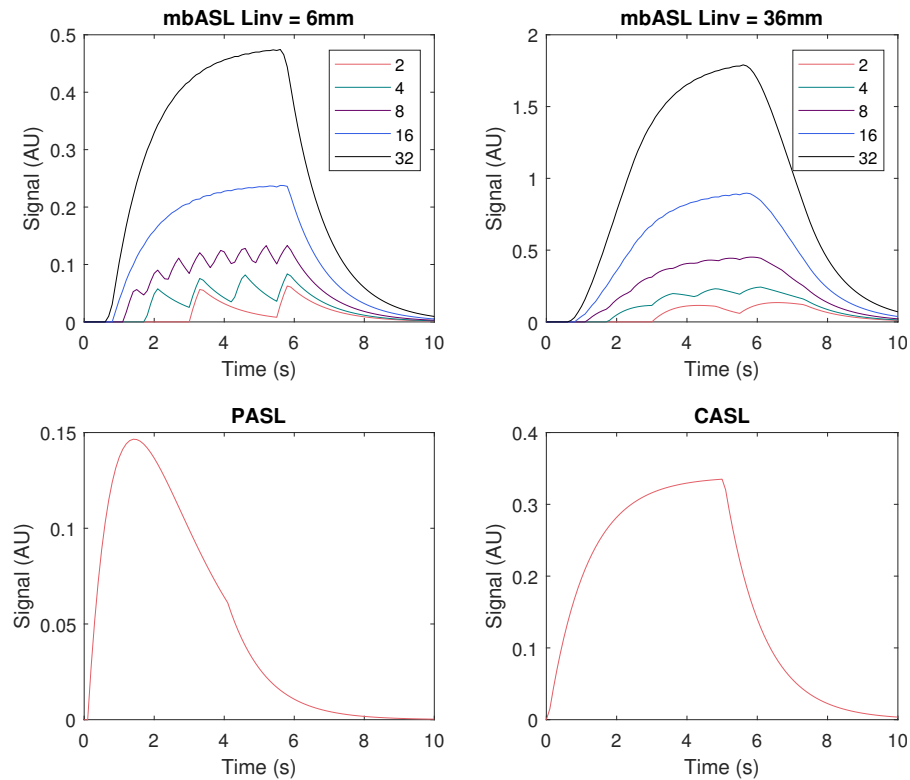 mbASL Linv = 6mm
0.5
0.4
0.3
0.2
0.1
0
Signal (AU)
2
4
8
16
32
0 2 4 6 8 10
Time (s)
mbASL Linv = 36mm
2
1.5
1
0.5
0
Signal (AU)
2
4
8
16
32
0 2 4 6 8 10
Time (s)
PASL
0.15
0.1
0.05
0
Signal (AU)
0 2 4 6 8 10
Time (s)
CASL
0.4
0.3
0.2
0.1
0
Signal (AU)
0 2 4 6 8 10
Time (s)